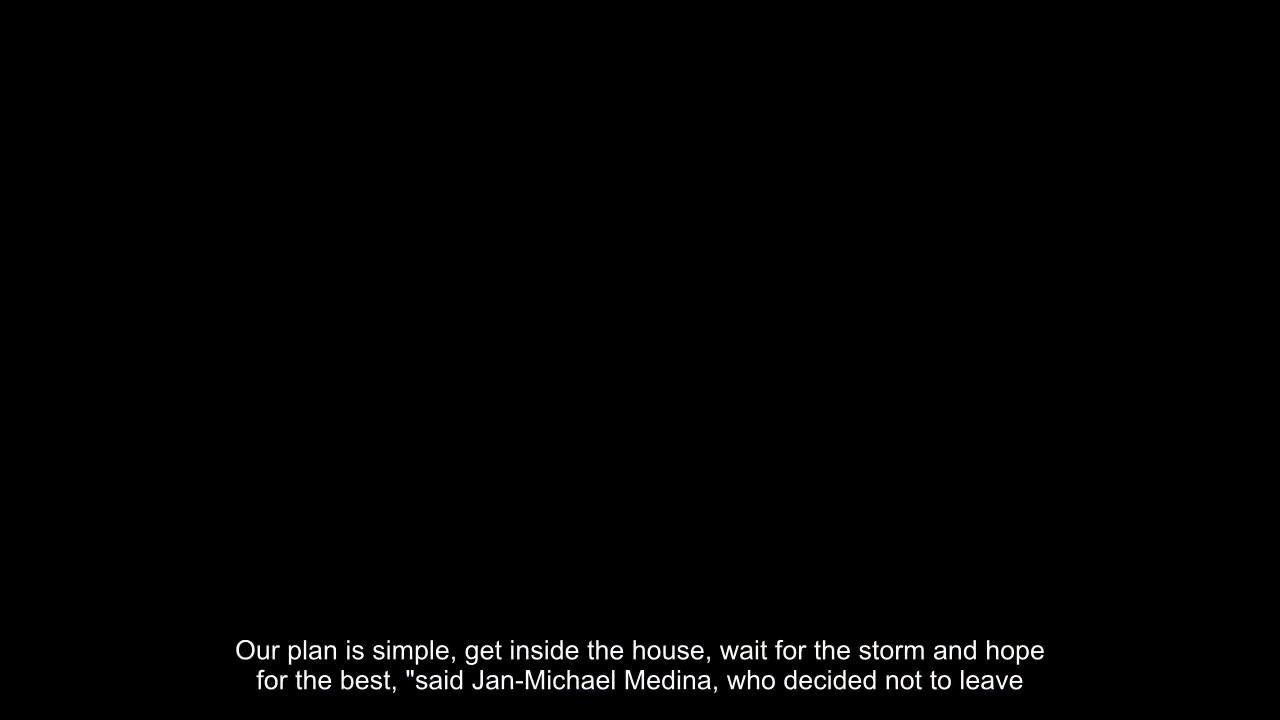 Our plan is simple, get inside the house, wait for the storm and hope
for the best, "said Jan-Michael Medina, who decided not to leave